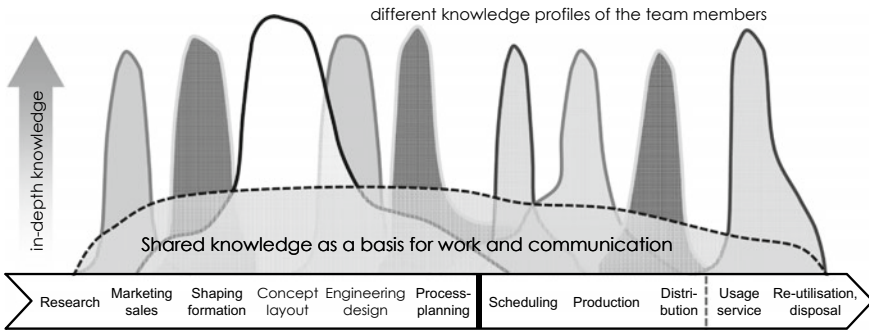 different knowledge profiles of the team members
in-depth knowledge
Shared knowledge as a basis for work and communication
Research
Marketing
sales
Shaping
formation
Concept
layout
Engineering
design
Process-
planning
Scheduling
Production
Distri-
bution
Usage
service
Re-utilisation,
disposal